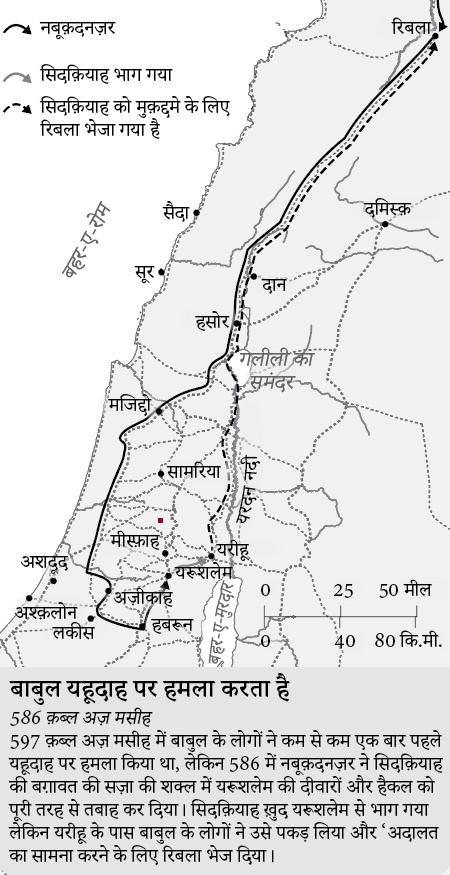 नबूक़दनज़र
सिदक़ियाह भाग गया
सिदक़ियाह को मुक़द्दमे के लिए
रिबला भेजा गया है
रिबला
बहर-ए-रोम
सैदा
दमिस्क़
सूर
दान
हसोर
गलीली का
समंदर
मजिद्दो
सामरिया
यरदन नदी
मीस्फ़ाह
यरीहू
अशदूद
यरूशलेम
अज़ीकाह
अश्क़लोन
लकीस
हबरून
बहर-ए-मुरदार
0 25 50 मील
0 40 80 कि.मी.
बाबुल यहूदाह पर हमला करता है
586 क़ब्ल अज़ मसीह
597 क़ब्ल अज़ मसीह में बाबुल के लोगों ने कम से कम एक बार पहले
यहूदाह पर हमला किया था, लेकिन 586 में नबूक़दनज़र ने सिदक़ियाह
की बग़ावत की सज़ा की शक्ल में यरूशलेम की दीवारों और हैकल को
पूरी तरह से तबाह कर दिया। सिदक़ियाह ख़ुद यरूशलेम से भाग गया
लेकिन यरीहू के पास बाबुल के लोगों ने उसे पकड़ लिया और ‘अदालत
का सामना करने के लिए रिबला भेज दिया।